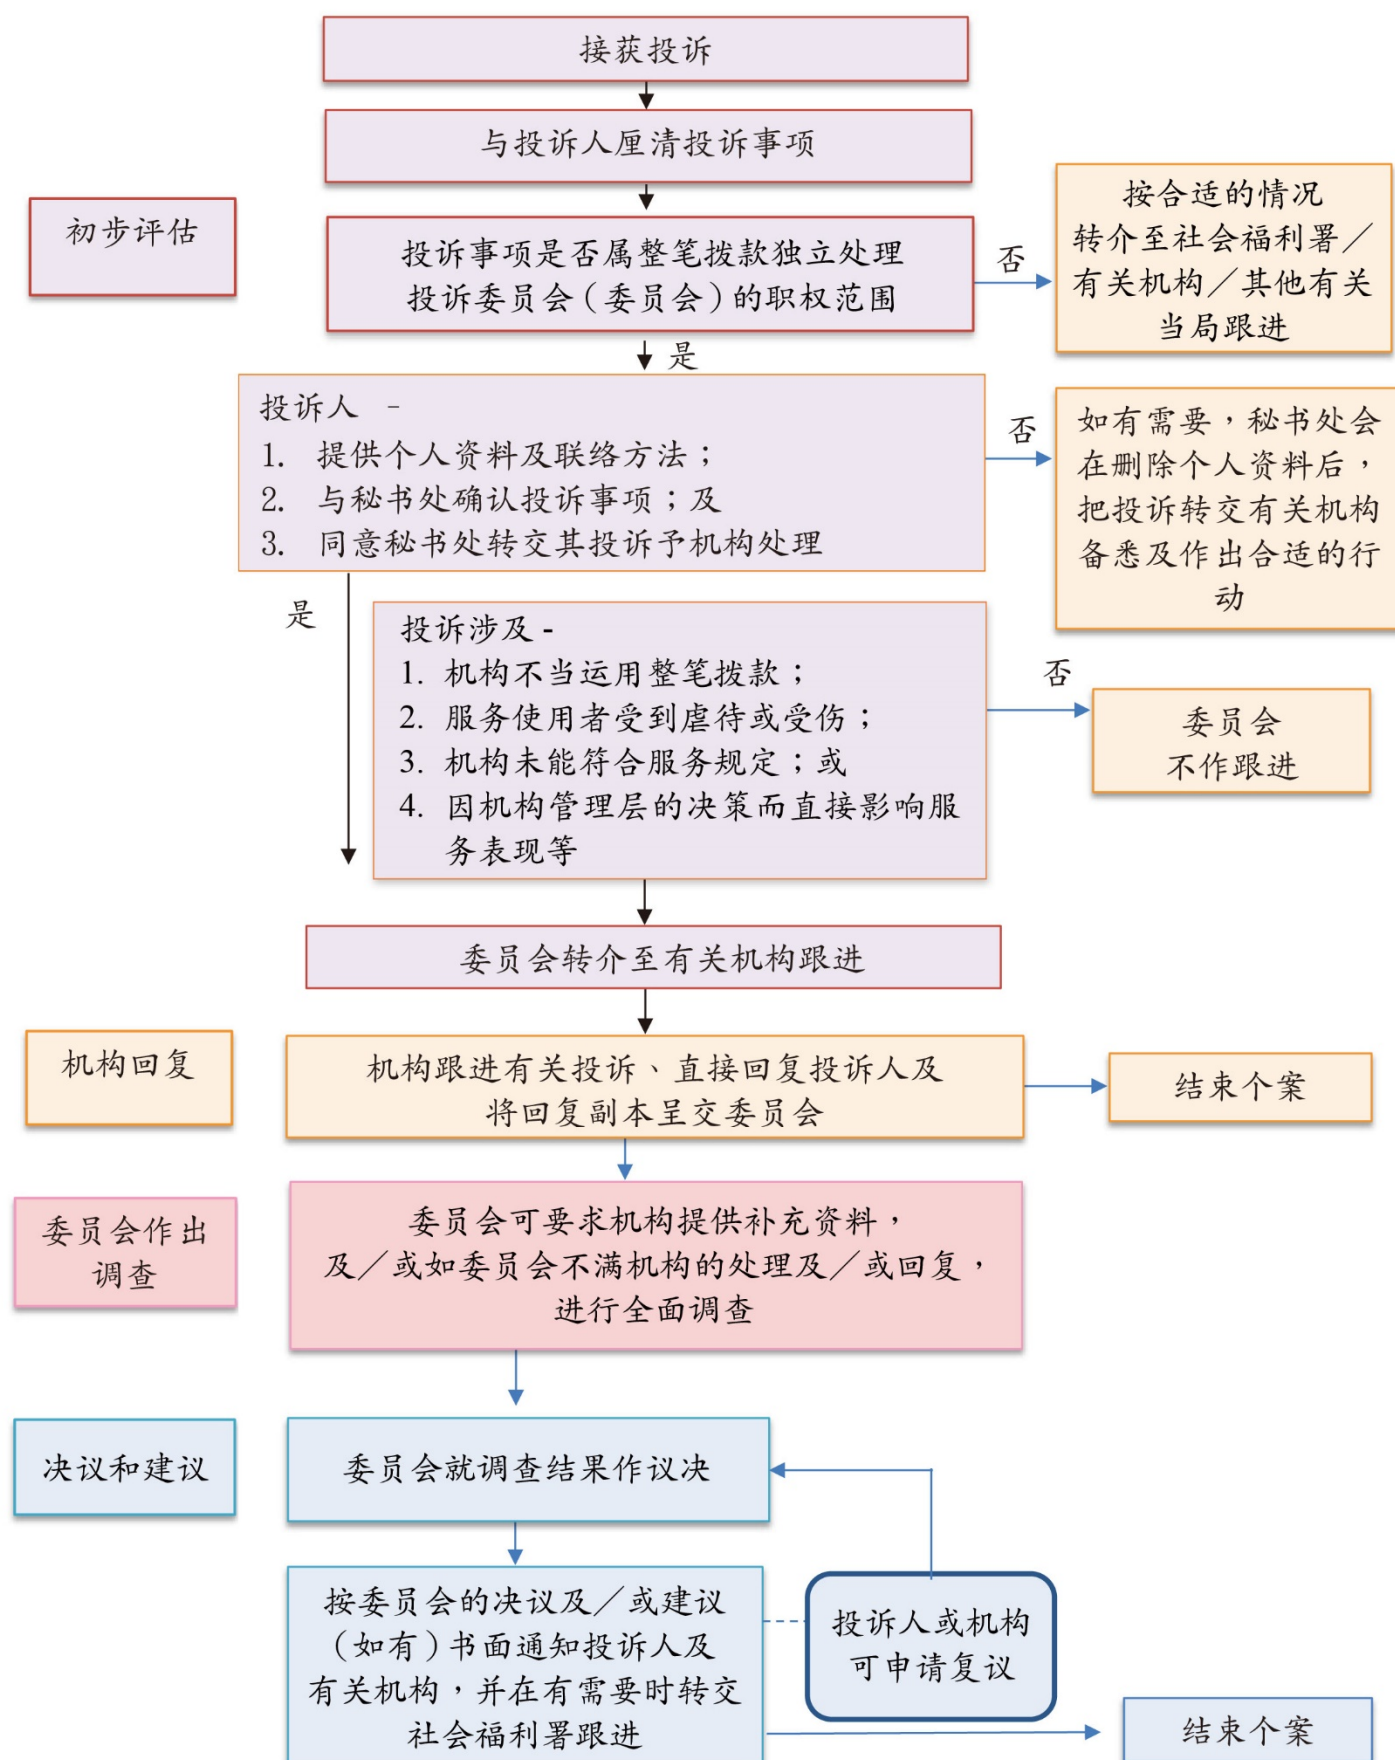 接获投诉
与投诉人厘清投诉事项
初步评估
投诉事项是否属整笔拨款独立处理
投诉委员会（委员会）的职权范围
否
按合适的情况
转介至社会福利署／
有关机构／其他有关
当局跟进
是
投诉人 -
1. 提供个人资料及联络方法；
2. 与秘书处确认投诉事项；及
3. 同意秘书处转交其投诉予机构处理
否
如有需要，秘书处会
在删除个人资料后，
把投诉转交有关机构
备悉及作出合适的行
动
是
投诉涉及 -
1. 机构不当运用整笔拨款；
2. 服务使用者受到虐待或受伤；
3. 机构未能符合服务规定；或
4. 因机构管理层的决策而直接影响服
务表现等
否
委员会
不作跟进
委员会转介至有关机构跟进
机构回复
机构跟进有关投诉、直接回复投诉人及
将回复副本呈交委员会
结束个案
委员会作出
调查
委员会可要求机构提供补充资料，
及／或如委员会不满机构的处理及／或回复，
进行全面调查
决议和建议
委员会就调查结果作议决
按委员会的决议及／或建议
（如有）书面通知投诉人及
有关机构，并在有需要时转交
社会福利署跟进
投诉人或机构
可申请复议
结束个案